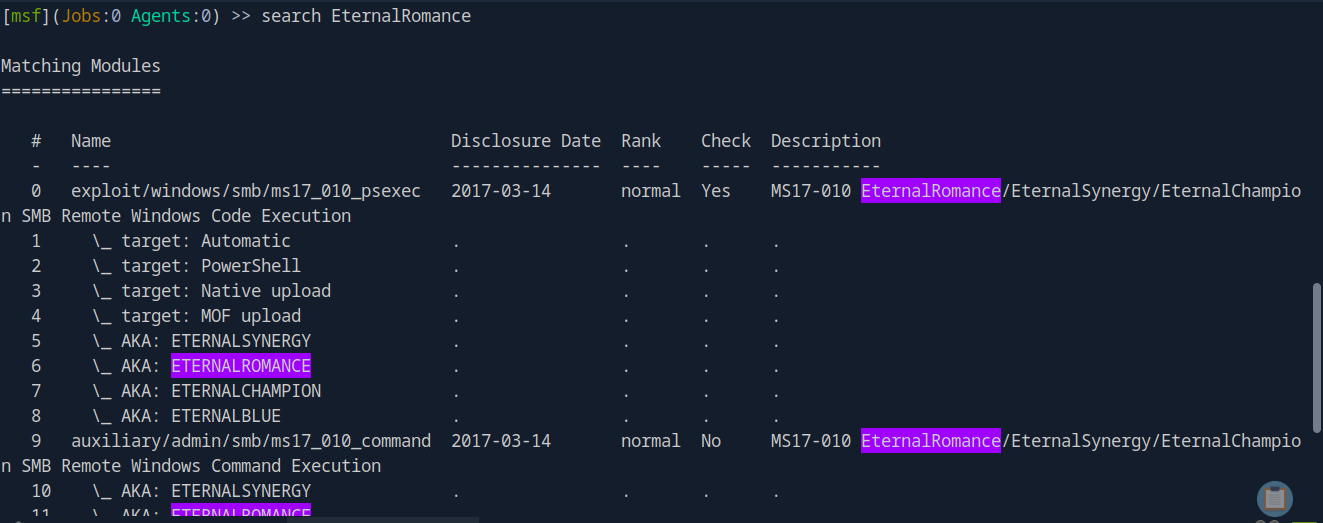 [msf](Jobs:0 Agents:0) >> search EternalRomance
Matching Modules
================
#   Name                                 Disclosure Date  Rank    Check  Description
-   ----                                 ---------------  ----    -----  -----------
0   exploit/windows/smb/ms17_010_psexec   2017-03-14       normal  Yes    MS17-010 EternalRomance/EternalSynergy/EternalChampio
n SMB Remote Windows Code Execution
1     \_ target: Automatic                .                .       .      .
2     \_ target: PowerShell               .                .       .      .
3     \_ target: Native upload            .                .       .      .
4     \_ target: MOF upload               .                .       .      .
5     \_ AKA: ETERNALSYNERGY              .                .       .      .
6     \_ AKA: ETERNALROMANCE              .                .       .      .
7     \_ AKA: ETERNALCHAMPION             .                .       .      .
8     \_ AKA: ETERNALBLUE                 .                .       .      .
9   auxiliary/admin/smb/ms17_010_command  2017-03-14       normal  No     MS17-010 EternalRomance/EternalSynergy/EternalChampio
n SMB Remote Windows Command Execution
10    \_ AKA: ETERNALSYNERGY              .                .       .      .
11    \_ AKA: ETERNALROMANCE